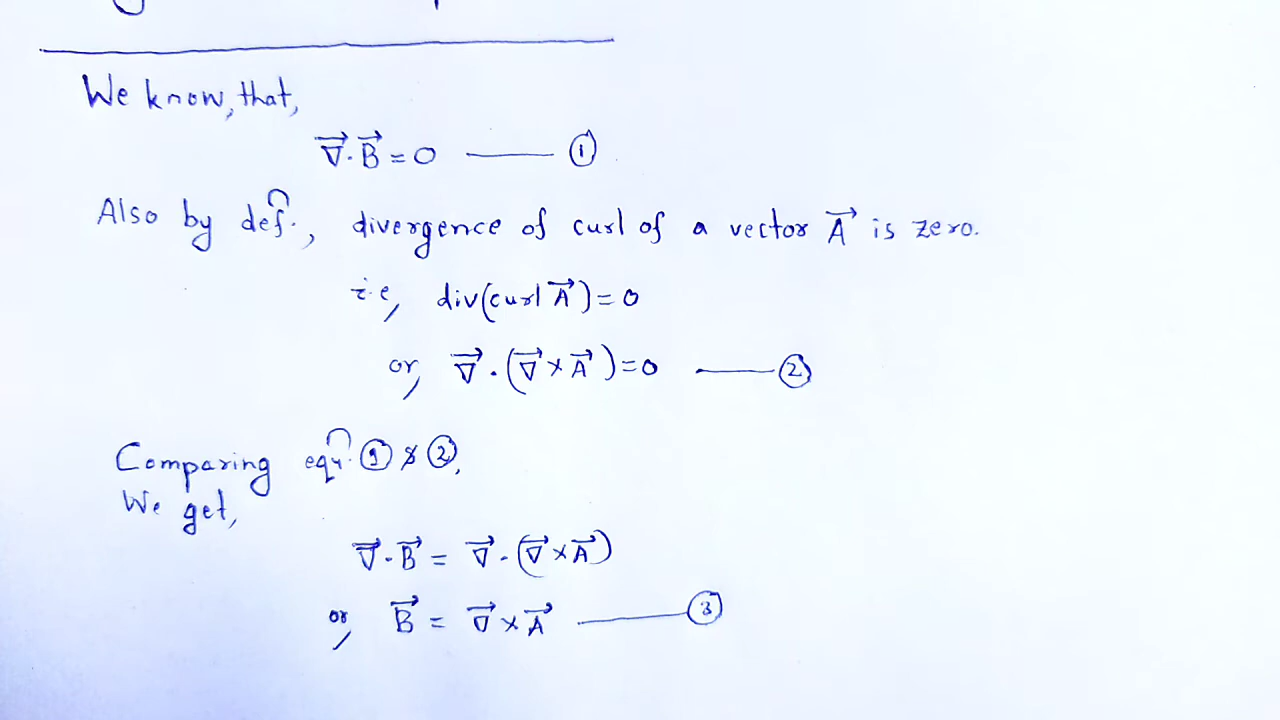 We know, that,
∇⃗·B⃗ = 0 —— ①
Also by def., divergence of curl of a vector A⃗ is zero.
i.e, div(curl A⃗) = 0
or, ∇⃗·(∇⃗×A⃗) = 0 —— ②
Comparing eqn. ① & ②,
We get,
∇⃗·B⃗ = ∇⃗·(∇⃗×A⃗)
or, B⃗ = ∇⃗×A⃗ —— ③